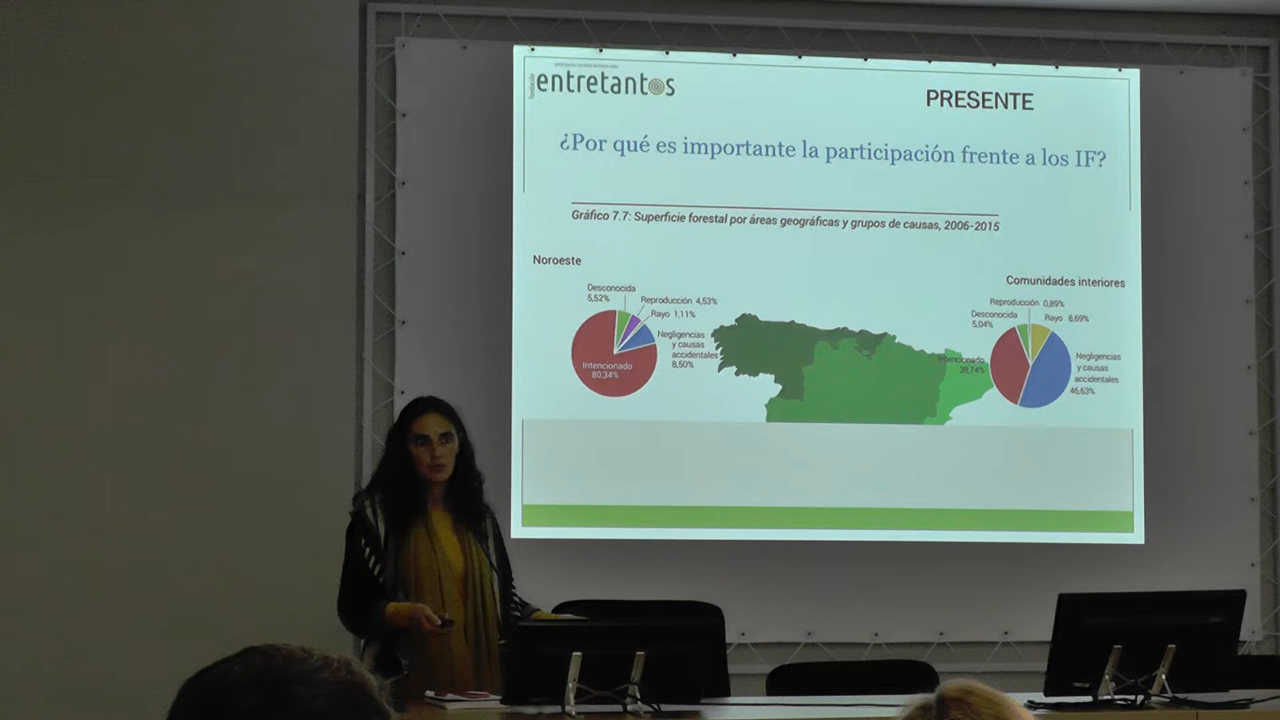 fundación
entretantos
PRESENTE
¿Por qué es importante la participación frente a los IF?
Gráfico 7.7: Superficie forestal por áreas geográficas y grupos de causas, 2006-2015
Noroeste
Desconocida
5,52%
Reproducción 4,53%
Rayo 1,11%
Negligencias
y causas
accidentales
8,50%
Intencionado
80,34%
Comunidades interiores
Reproducción 0,89%
Desconocida
5,04%
Rayo 8,69%
Intencionado
38,74%
Negligencias
y causas
accidentales
46,63%